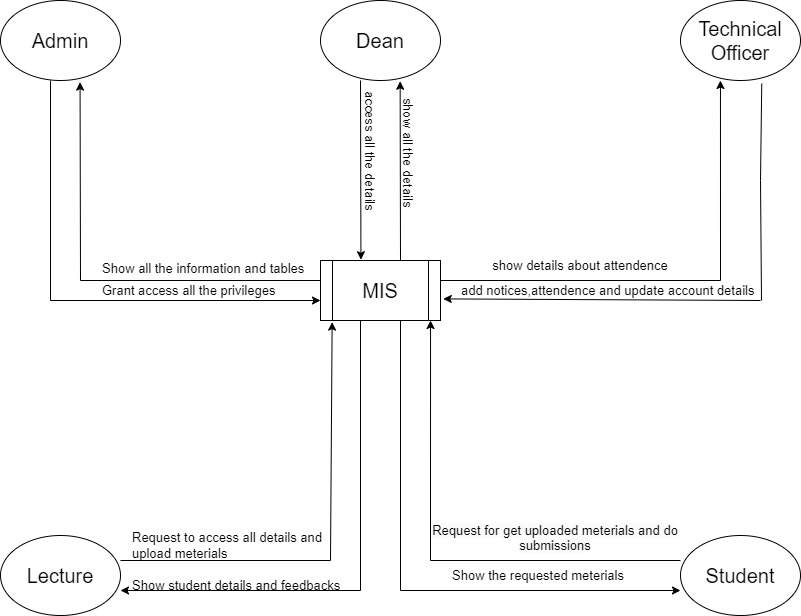 Admin
Dean
Technical
Officer
access all the details
show all the details
Show all the information and tables
show details about attendence
Grant access all the privileges
MIS
add notices,attendence and update account details
Request to access all details and
upload meterials
Request for get uploaded meterials and do
submissions
Lecture
Show student details and feedbacks
Show the requested meterials
Student